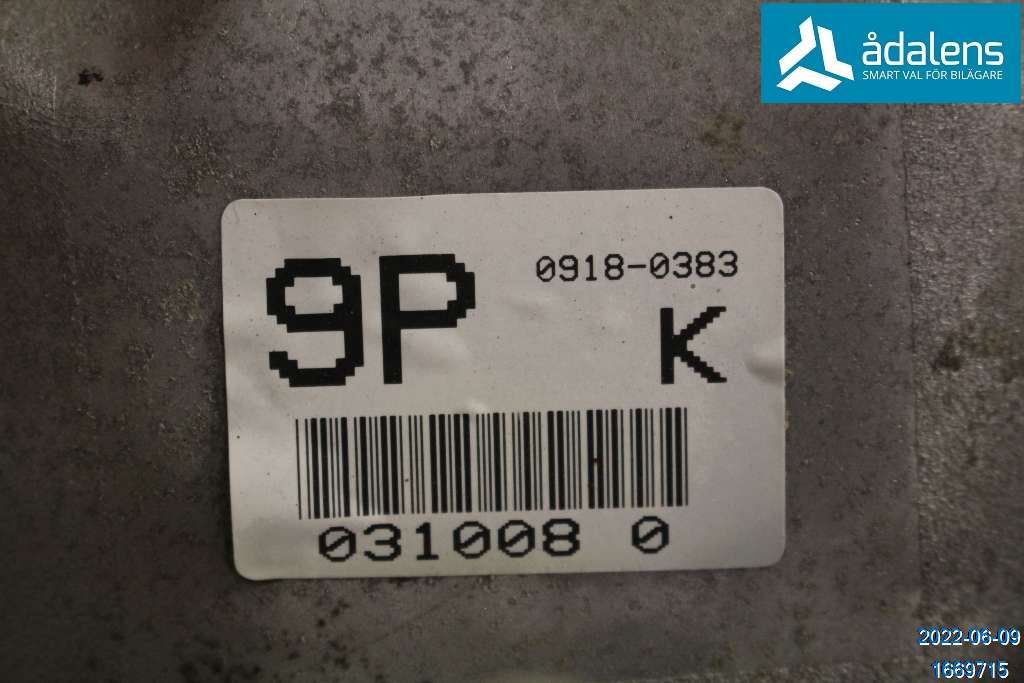 ådalens
SMART VAL FÖR BILÄGARE
9P 0918-0383
K
031008 0
2022-06-09
1669715